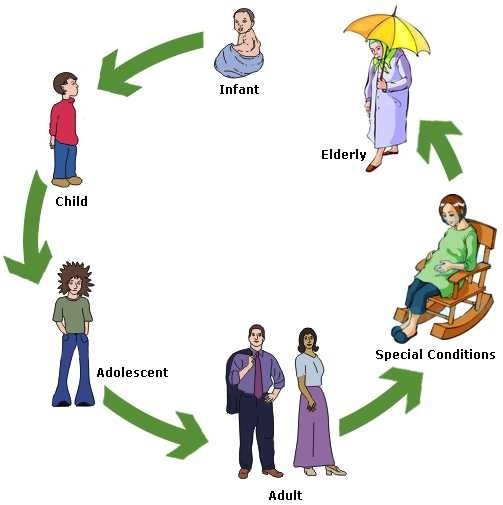 Infant
Elderly
Child
Special Conditions
Adolescent
Adult